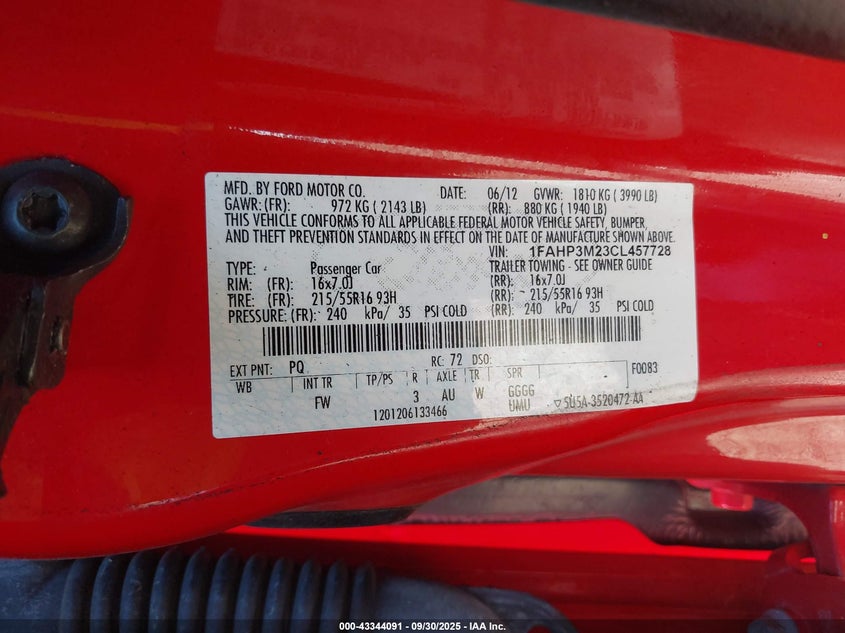 MFD. BY FORD MOTOR CO. DATE: 06/12 GVWR: 1810 KG ( 3990 LB)
GAWR: (FR): 972 KG ( 2143 LB) (RR): 880 KG ( 1940 LB)
THIS VEHICLE CONFORMS TO ALL APPLICABLE FEDERAL MOTOR VEHICLE SAFETY, BUMPER,
AND THEFT PREVENTION STANDARDS IN EFFECT ON THE DATE OF MANUFACTURE SHOWN ABOVE.
VIN: 1FAHP3M23CL457728
TYPE: Passenger Car TRAILER TOWING - SEE OWNER GUIDE
RIM: (FR): 16x7.0J (RR): 16x7.0J
TIRE: (FR): 215/55R16 93H (RR): 215/55R16 93H
PRESSURE: (FR): 240 kPa/ 35 PSI COLD (RR): 240 kPa/ 35 PSI COLD
EXT PNT: PQ RC: 72 DSO: F0083
WB INT TR TP/PS R AXLE TR SPR
FW 3 AU W GGGG
UMU ▽5U5A-3520472-AA
1201206133466
000-43344091 - 09/30/2025 - IAA Inc.